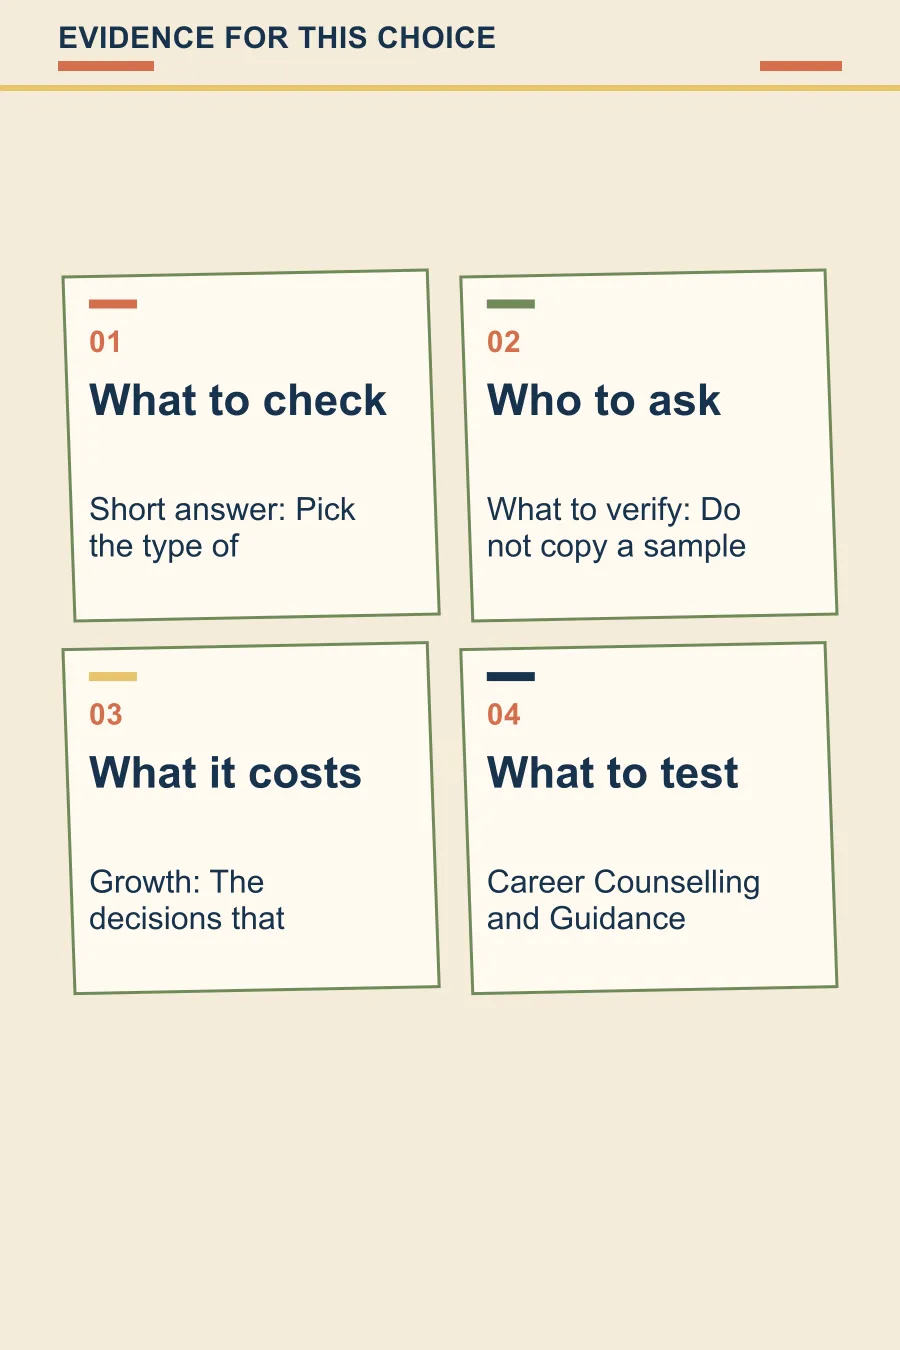 EVIDENCE FOR THIS CHOICE
01
What to check
Short answer: Pick
the type of
02
Who to ask
What to verify: Do
not copy a sample
03
What it costs
Growth: The
decisions that
04
What to test
Career Counselling
and Guidance